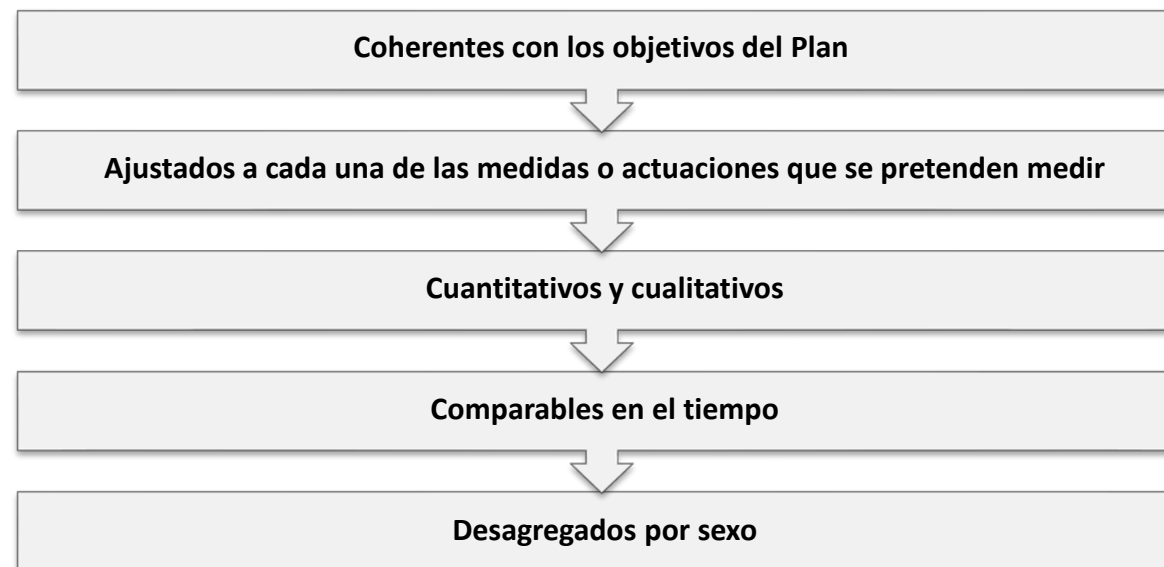 Coherentes con los objetivos del Plan
Ajustados a cada una de las medidas o actuaciones que se pretenden medir
Cuantitativos y cualitativos
Comparables en el tiempo
Desagregados por sexo